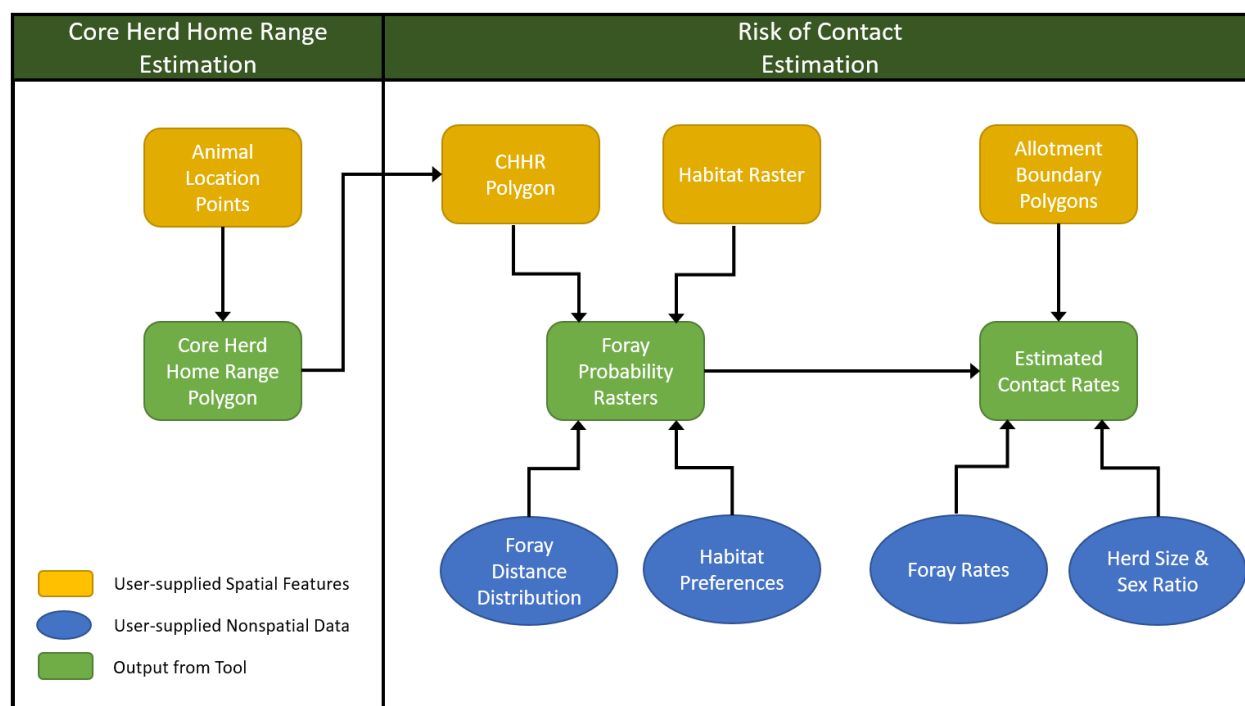 Core Herd Home Range
Estimation
Risk of Contact
Estimation
Animal
Location
Points
CHHR
Polygon
Habitat Raster
Allotment
Boundary
Polygons
Core Herd
Home Range
Polygon
Foray
Probability
Rasters
Estimated
Contact Rates
Foray
Distance
Distribution
Habitat
Preferences
Foray Rates
Herd Size &
Sex Ratio
User-supplied Spatial Features
User-supplied Nonspatial Data
Output from Tool